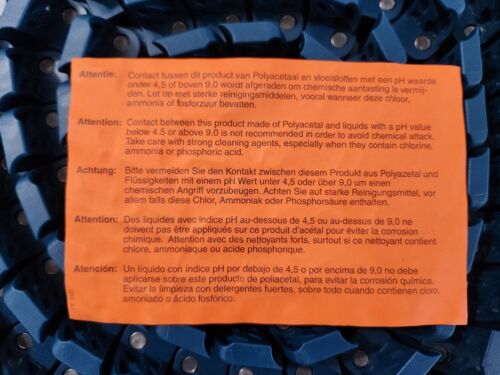 Attentie: Contact tussen dit product van Polyacetaal en vloeistoffen met een pH waarde
onder 4,5 of boven 9,0 wordt afgeraden om chemische aantasting te vermij-
den. Let op met sterke reinigingsmiddelen, vooral wanneer deze chloor,
ammonia of fosforzuur bevatten.
Attention: Contact between this product made of Polyacetal and liquids with a pH value
below 4.5 or above 9.0 is not recommended in order to avoid chemical attack.
Take care with strong cleaning agents, especially when they contain chlorine,
ammonia or phosphoric acid.
Achtung: Bitte vermeiden Sie den Kontakt zwischen diesem Produkt aus Polyazetal und
Flüssigkeiten mit einem pH Wert unter 4,5 oder über 9,0 um einen
chemischen Angriff vorzubeugen. Achten Sie auf starke Reinigungsmittel, vor
allem falls diese Chlor, Ammoniak oder Phosphorsäure enthalten.
Attention: Des liquides avec indice pH au-dessous de 4,5 ou au-dessus de 9,0 ne
doivent pas être appliqués sur ce produit d'acétal pour éviter la corrosion
chimique. Attention avec des nettoyants forts, surtout si ce nettoyant contient
chlore, ammoniaque ou acide phosphorique.
Atención: Un líquido con indice pH por debajo de 4.5 o por encima de 9.0 no debe
aplicarse sobre este producto de poliacetal, para evitar la corrosión química.
Evitar la limpieza con detergentes fuertes, sobre todo cuando contienen cloro,
amoniaco o ácido fosfórico.